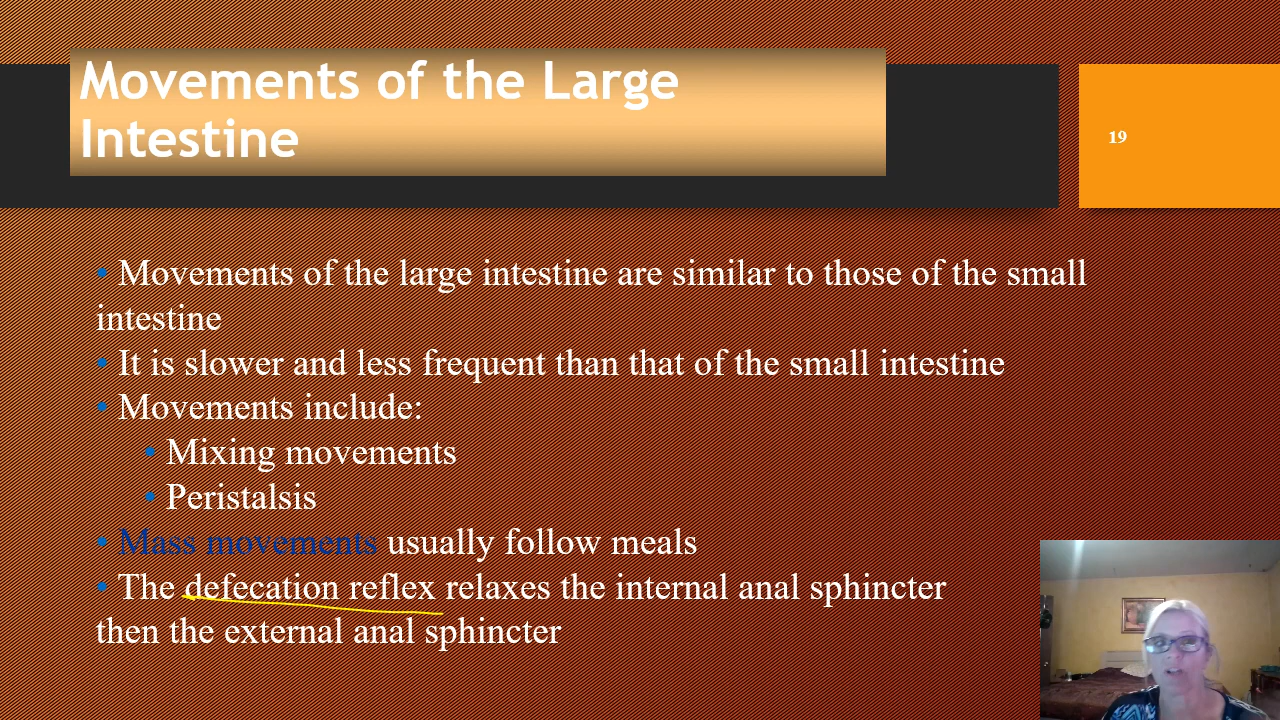 Movements of the Large
Intestine
19
• Movements of the large intestine are similar to those of the small
intestine
• It is slower and less frequent than that of the small intestine
• Movements include:
• Mixing movements
• Peristalsis
• Mass movements usually follow meals
• The defecation reflex relaxes the internal anal sphincter
then the external anal sphincter